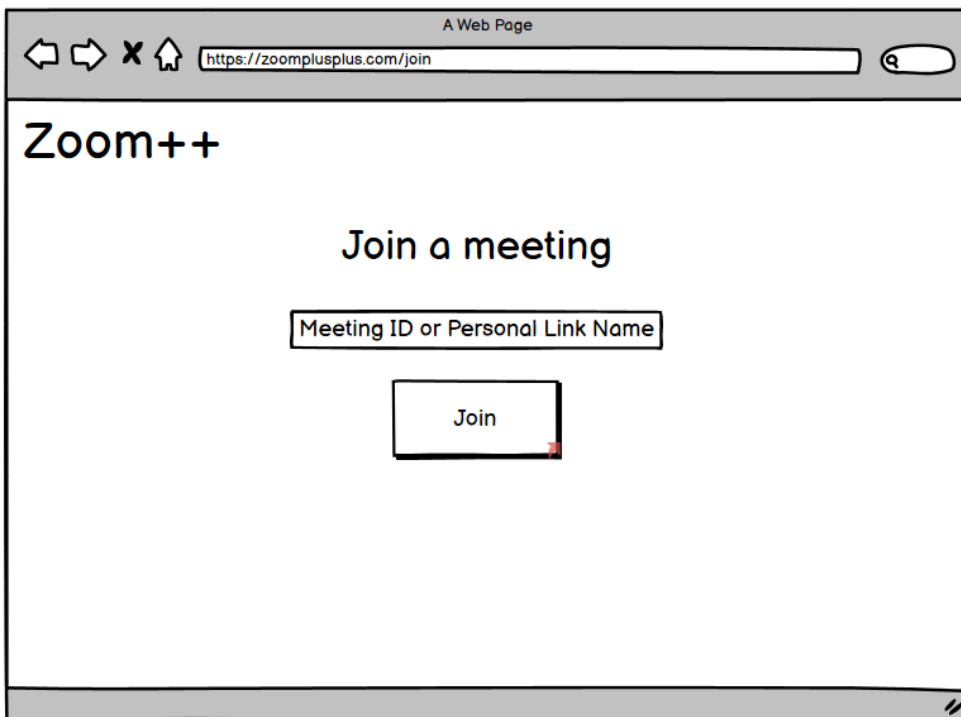 A Web Page
https://zoomplusplus.com/join
Zoom++
Join a meeting
Meeting ID or Personal Link Name
Join